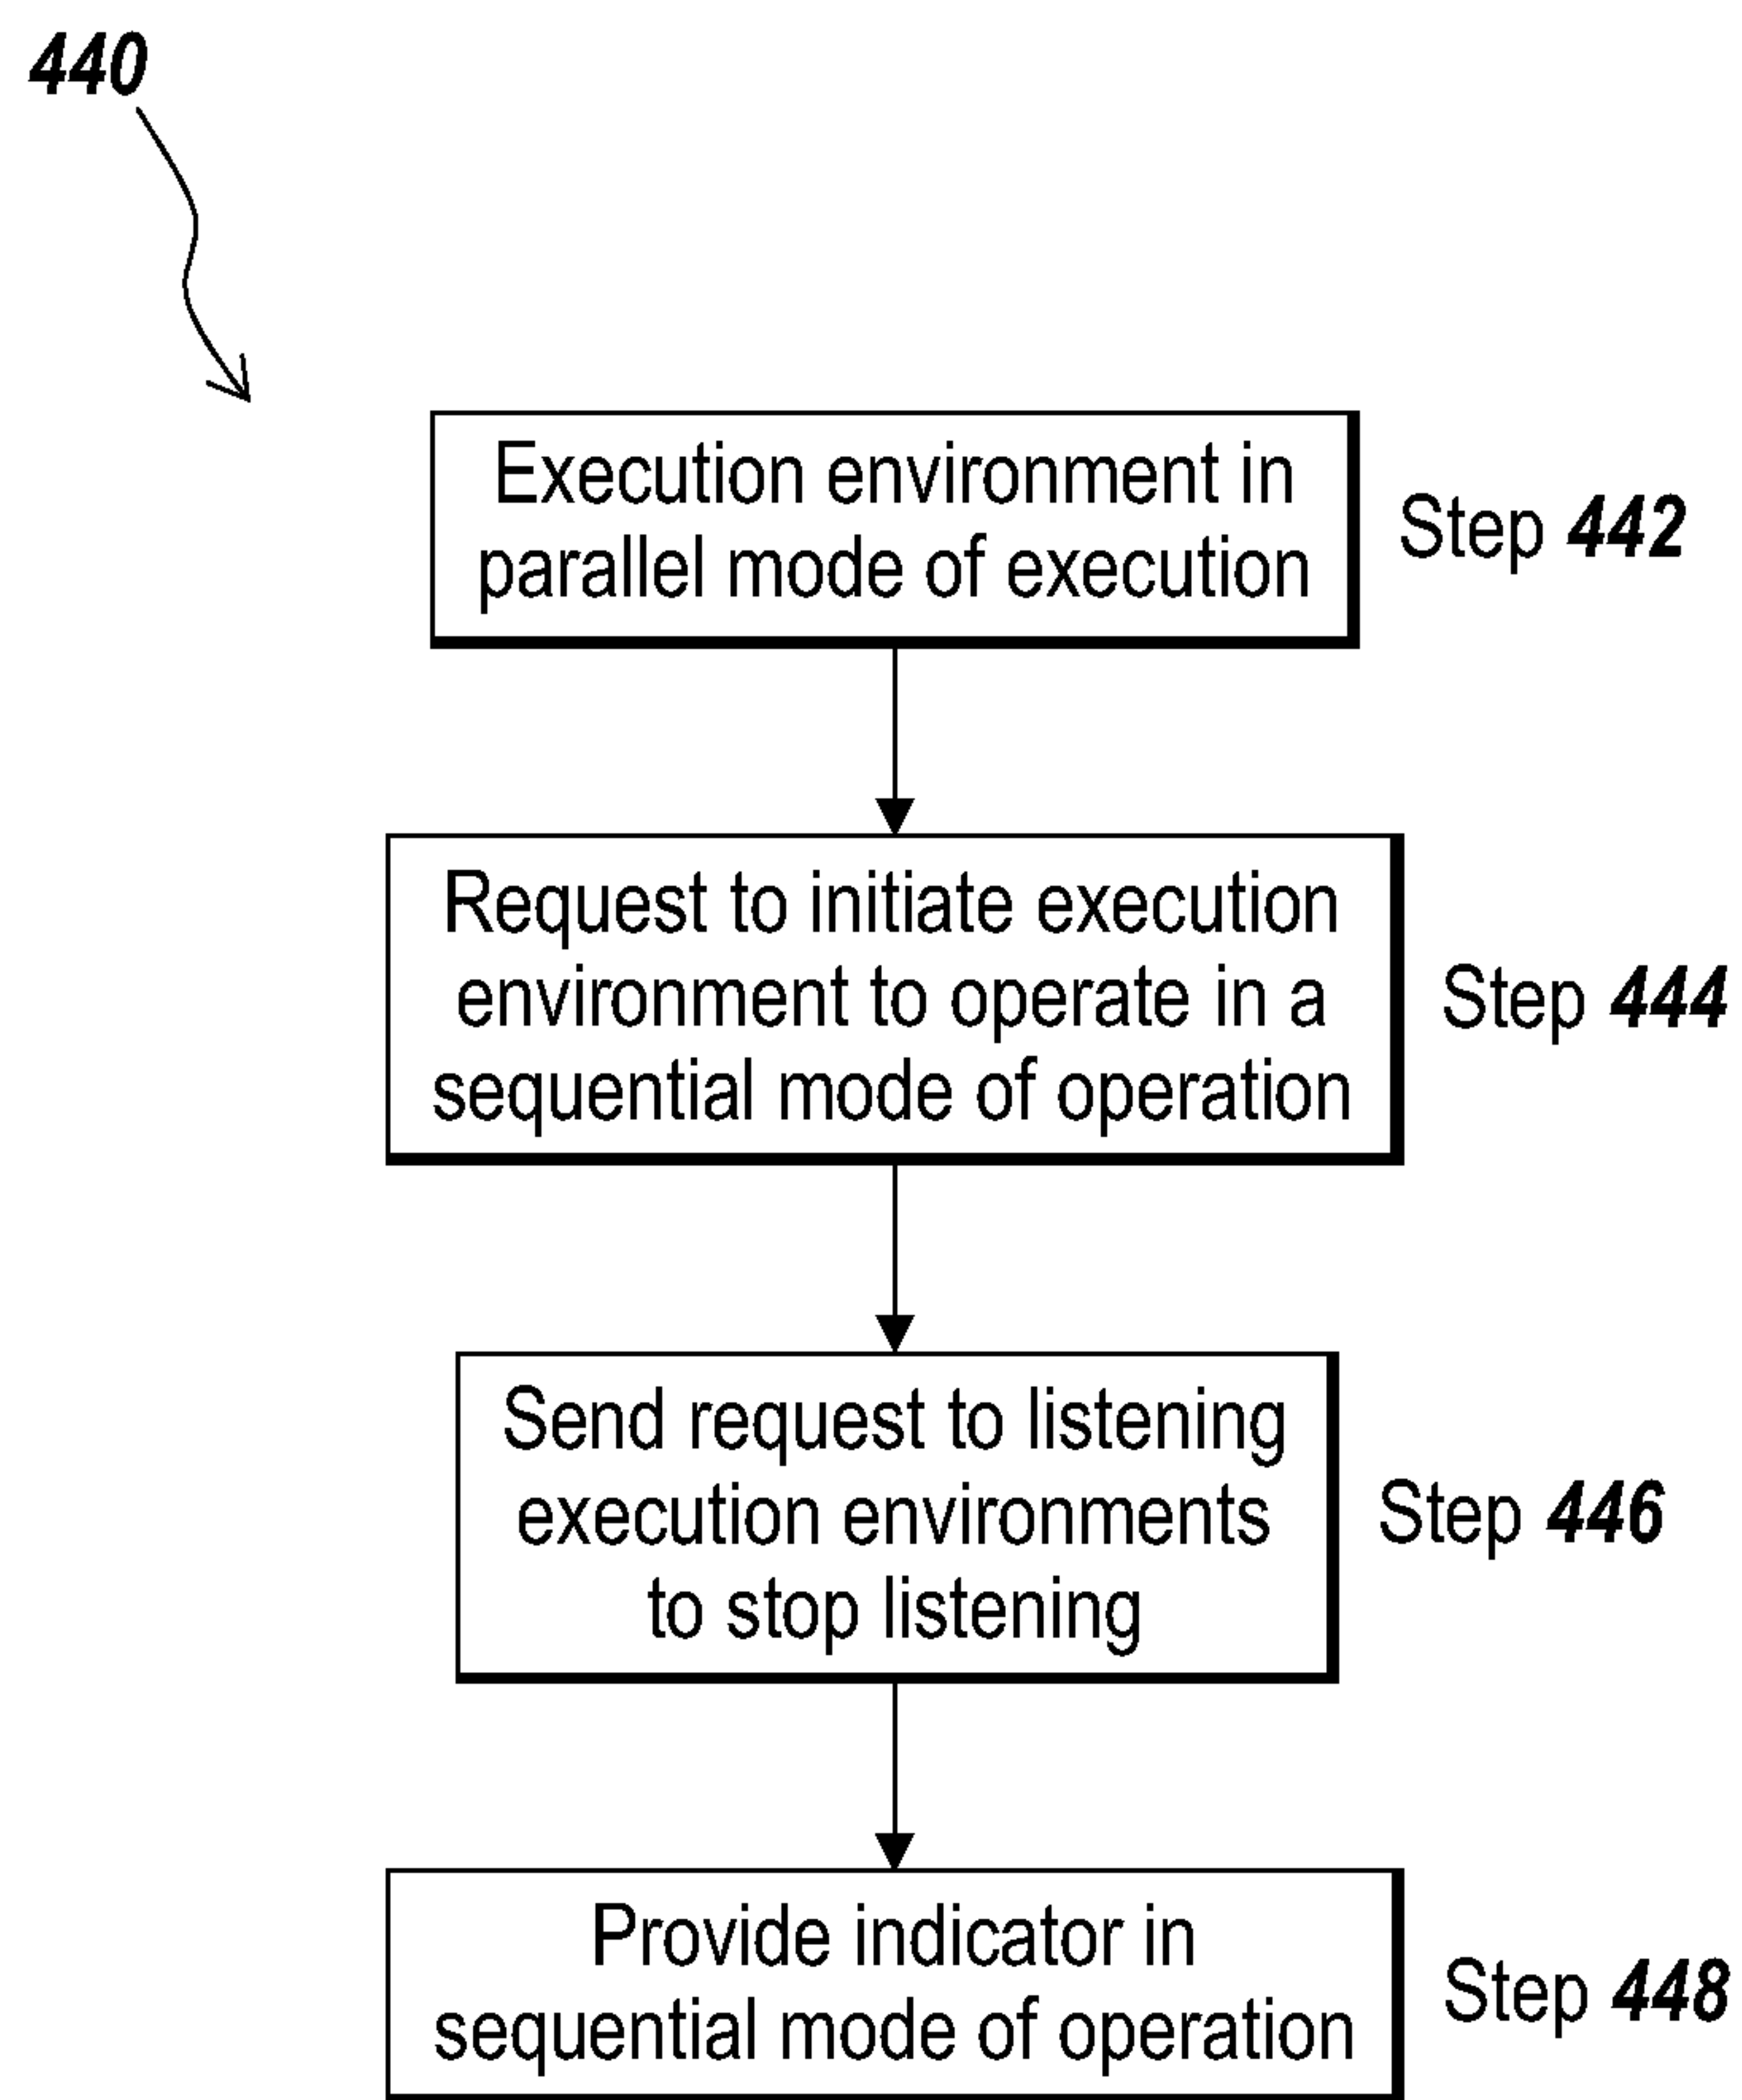 440
Execution environment in
parallel mode of execution
Step 442
Request to initiate execution
environment to operate in a
sequential mode of operation
Step 444
Send request to listening
execution environments
to stop listening
Step 446
Provide indicator in
sequential mode of operation
Step 448